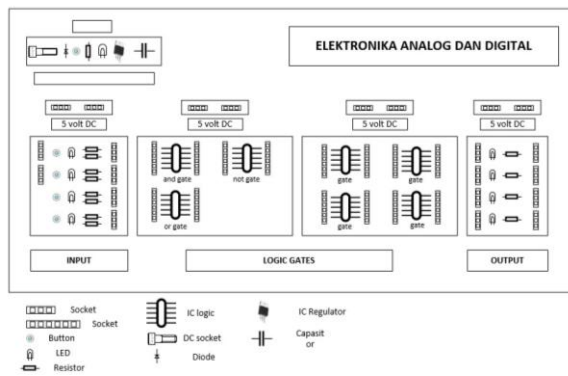 ELEKTRONIKA ANALOG DAN DIGITAL
5 volt DC
5 volt DC
5 volt DC
5 volt DC
and gate
not gate
or gate
gate
gate
gate
gate
INPUT
LOGIC GATES
OUTPUT
Socket
Socket
Button
LED
Resistor
IC logic
DC socket
Diode
IC Regulator
Capasit
or